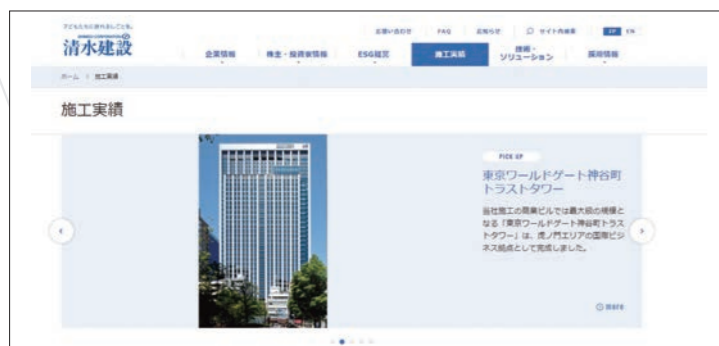 子どもたちに誇れるしごとを。
清水建設
お問い合わせ FAQ お知らせ サイト内検索 JP EN
企業情報 株主・投資家情報 ESG経営 施工実績 技術・ソリューション 採用情報
ホーム 施工実績
施工実績
PICK UP
東京ワールドゲート神谷町
トラストタワー
当社施工の
ビルでは最大級の規模と
なる「東京ワールドゲート神谷町トラス
トタワー」は、虎ノ門エリアの国際ビジ
ネス拠点として完成しました。
more